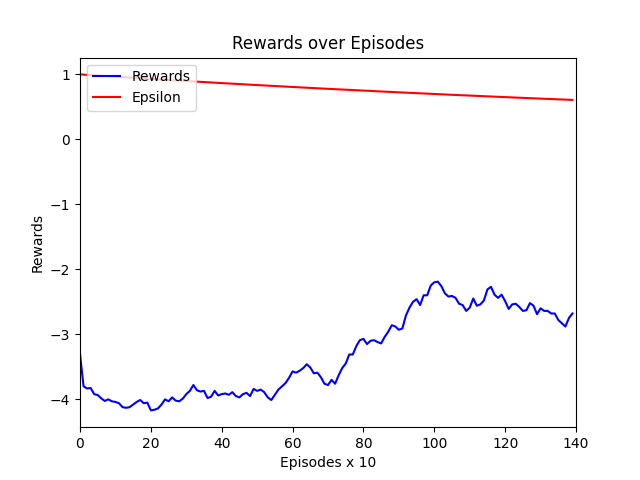 Rewards over Episodes
Rewards
Epsilon
1
0
−1
−2
−3
−4
Rewards
0 20 40 60 80 100 120 140
Episodes x 10